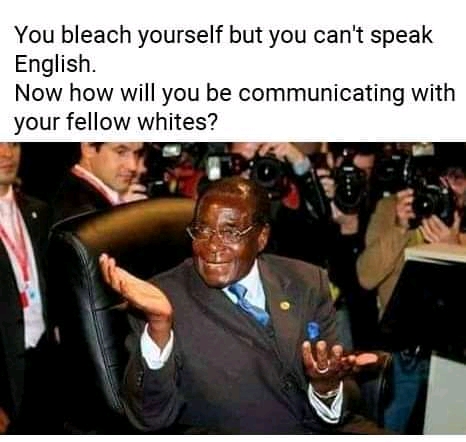 You bleach yourself but you can't speak
English.
Now how will you be communicating with
your fellow whites?